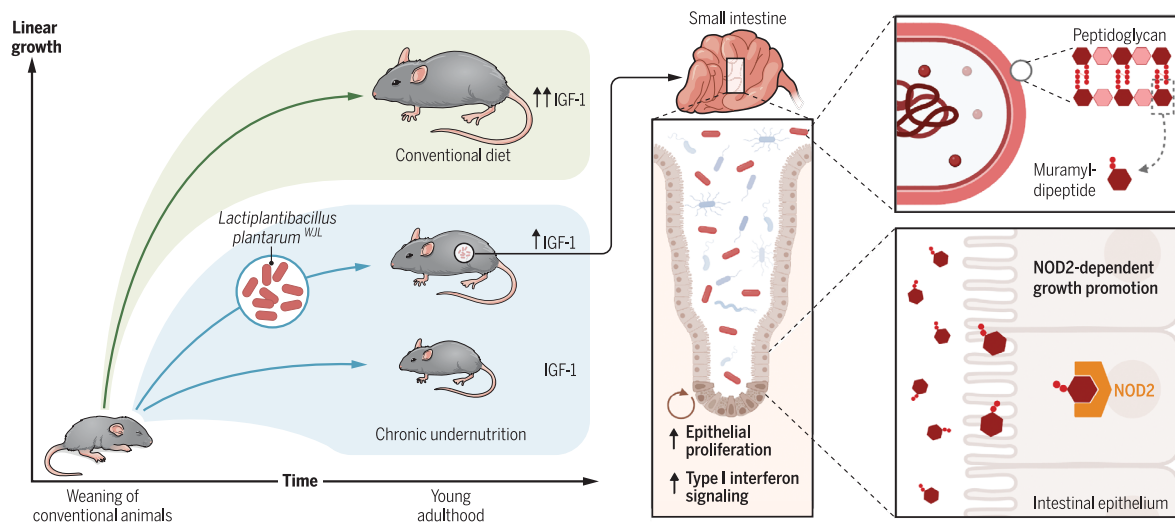 Linear
growth
IGF-1
Conventional diet
Lactiplantibacillus
plantarum WJL
IGF-1
IGF-1
Chronic undernutrition
Time
Weaning of
conventional animals
Young
adulthood
Small intestine
Epithelial
proliferation
Type I interferon
signaling
Peptidoglycan
Muramyl-
dipeptide
NOD2-dependent
growth promotion
NOD2
Intestinal epithelium